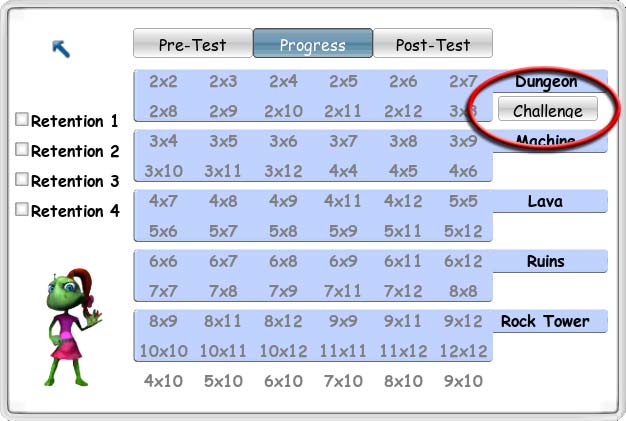 Pre-Test Progress Post-Test
2x2 2x3 2x4 2x5 2x6 2x7 Dungeon
2x8 2x9 2x10 2x11 2x12 3x3 Challenge
Retention 1
3x4 3x5 3x6 3x7 3x8 3x9 Machine
Retention 2
3x10 3x11 3x12 4x4 4x5 4x6
Retention 3
4x7 4x8 4x9 4x11 4x12 5x5 Lava
Retention 4
5x6 5x7 5x8 5x9 5x11 5x12
6x6 6x7 6x8 6x9 6x11 6x12 Ruins
7x7 7x8 7x9 7x11 7x12 8x8
8x9 8x11 8x12 9x9 9x11 9x12 Rock Tower
10x10 10x11 10x12 11x11 11x12 12x12
4x10 5x10 6x10 7x10 8x10 9x10